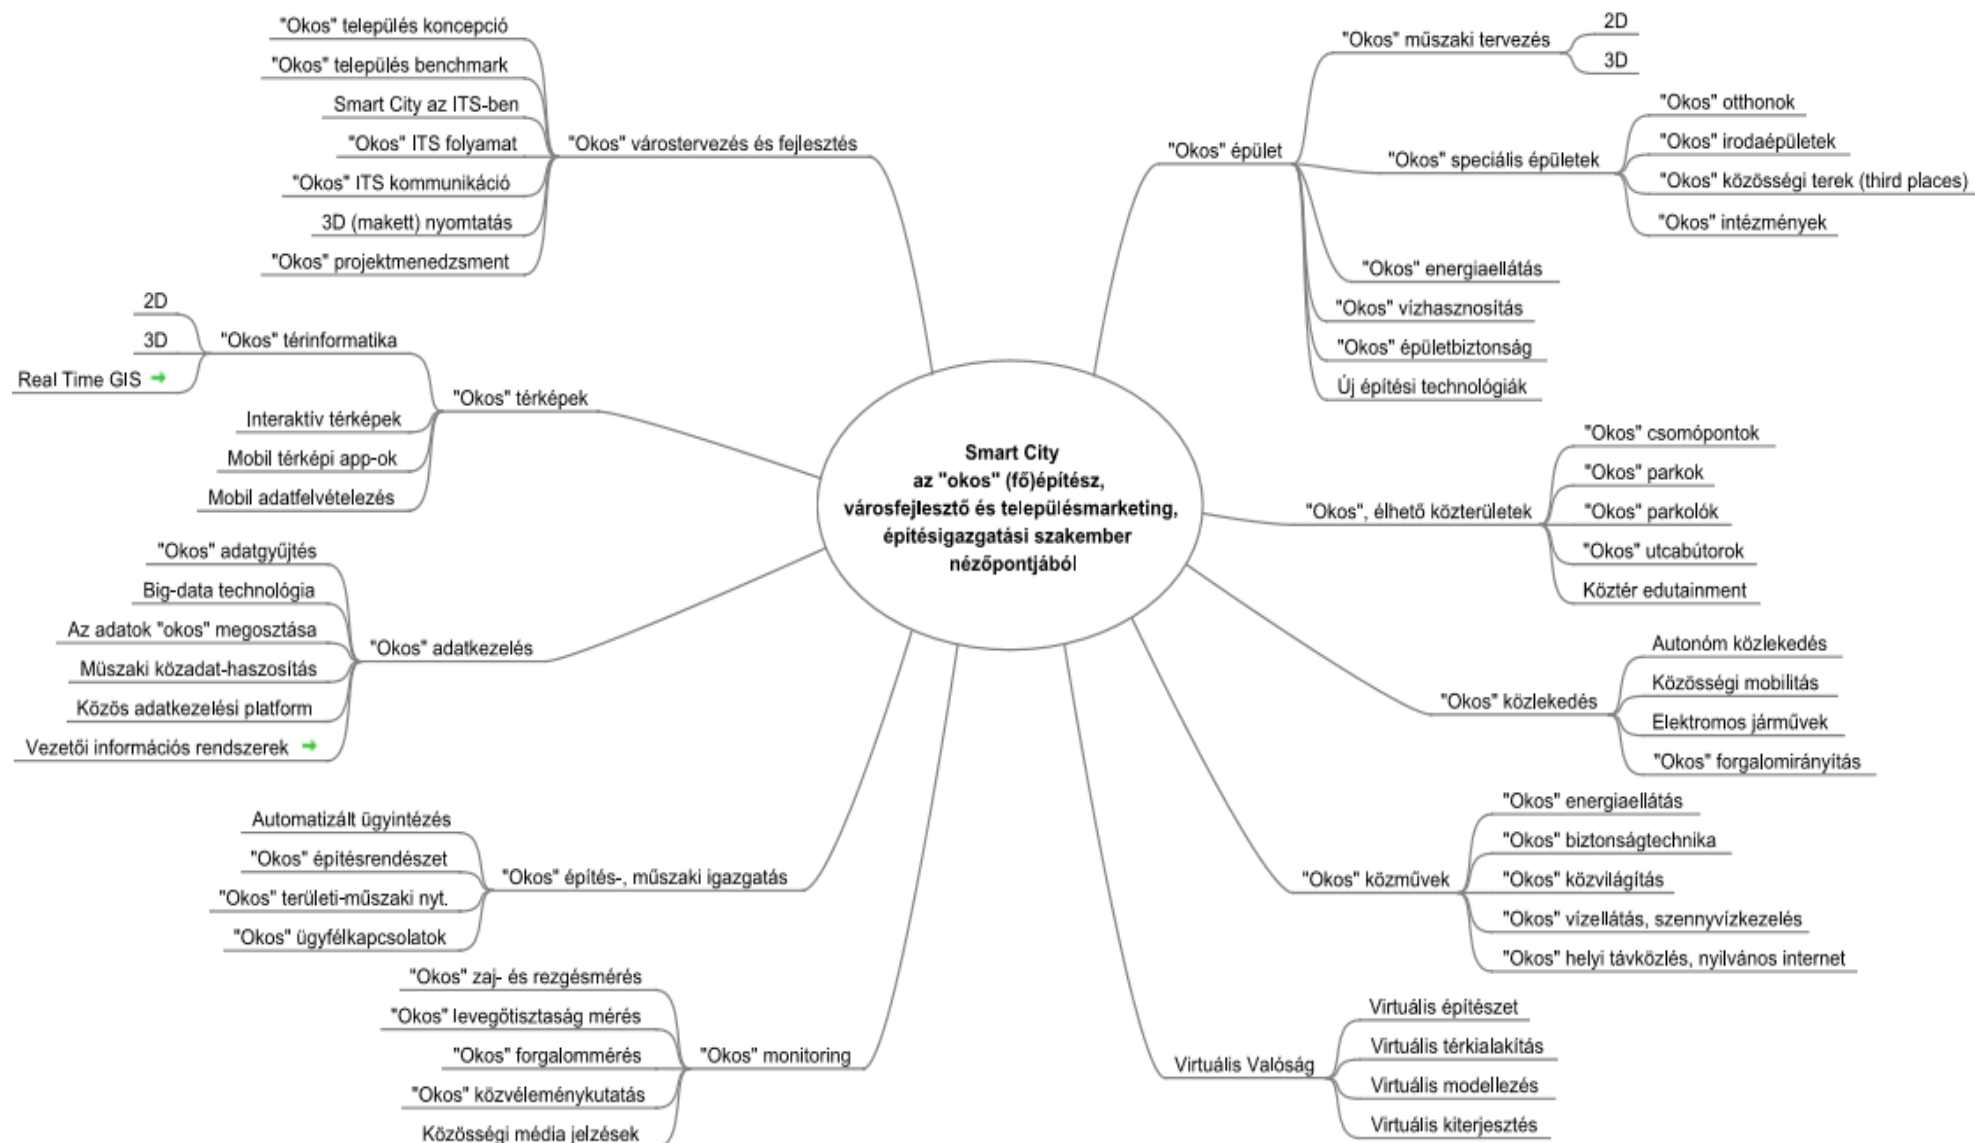 Smart City
az "okos" (fő)építész,
városfejlesztő és településmarketing,
építésigazgatási szakember
nézőpontjából
"Okos" várostervezés és fejlesztés
"Okos" település koncepció
"Okos" település benchmark
Smart City az ITS-ben
"Okos" ITS folyamat
"Okos" ITS kommunikáció
3D (makett) nyomtatás
"Okos" projektmenedzsment
"Okos" térképek
"Okos" térinformatika
2D
3D
Real Time GIS
Interaktív térképek
Mobil térképi app-ok
Mobil adatfelvételezés
"Okos" adatkezelés
"Okos" adatgyűjtés
Big-data technológia
Az adatok "okos" megosztása
Műszaki közadat-haszosítás
Közös adatkezelési platform
Vezetői információs rendszerek
"Okos" építés-, műszaki igazgatás
Automatizált ügyintézés
"Okos" építésrendészet
"Okos" területi-műszaki nyt.
"Okos" ügyfélkapcsolatok
"Okos" monitoring
"Okos" zaj- és rezgésmérés
"Okos" levegőtisztaság mérés
"Okos" forgalommérés
"Okos" közvéleménykutatás
Közösségi média jelzések
"Okos" épület
"Okos" műszaki tervezés
2D
3D
"Okos" speciális épületek
"Okos" otthonok
"Okos" irodaépületek
"Okos" közösségi terek (third places)
"Okos" intézmények
"Okos" energiaellátás
"Okos" vízhasznosítás
"Okos" épületbiztonság
Új építési technológiák
"Okos", élhető közterületek
"Okos" csomópontok
"Okos" parkok
"Okos" parkolók
"Okos" utcabútorok
Köztér edutainment
"Okos" közlekedés
Autonóm közlekedés
Közösségi mobilitás
Elektromos járművek
"Okos" forgalomirányítás
"Okos" közművek
"Okos" energiaellátás
"Okos" biztonságtechnika
"Okos" közvilágítás
"Okos" vízellátás, szennyvízkezelés
"Okos" helyi távközlés, nyilvános internet
Virtuális Valóság
Virtuális építészet
Virtuális térkialakítás
Virtuális modellezés
Virtuális kiterjesztés